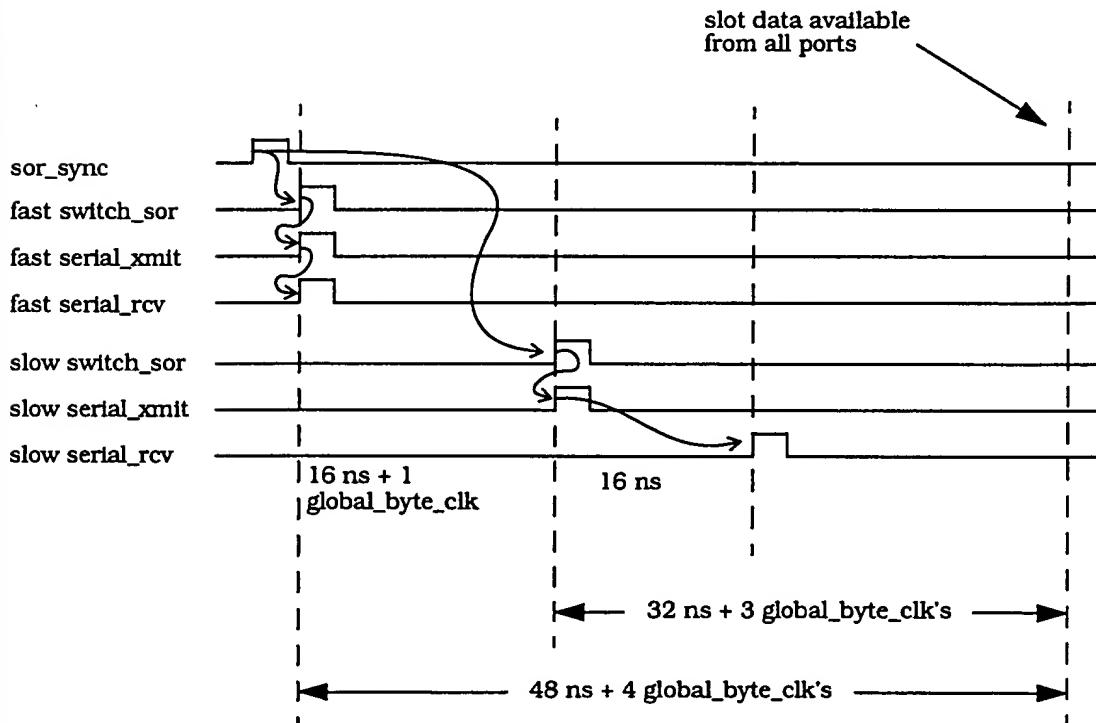 slot data available
from all ports
sor_sync
fast switch_sor
fast serial_xmit
fast serial_rcv
slow switch_sor
slow serial_xmit
slow serial_rcv
16 ns + 1
global_byte_clk
16 ns
32 ns + 3 global_byte_clk's
48 ns + 4 global_byte_clk's